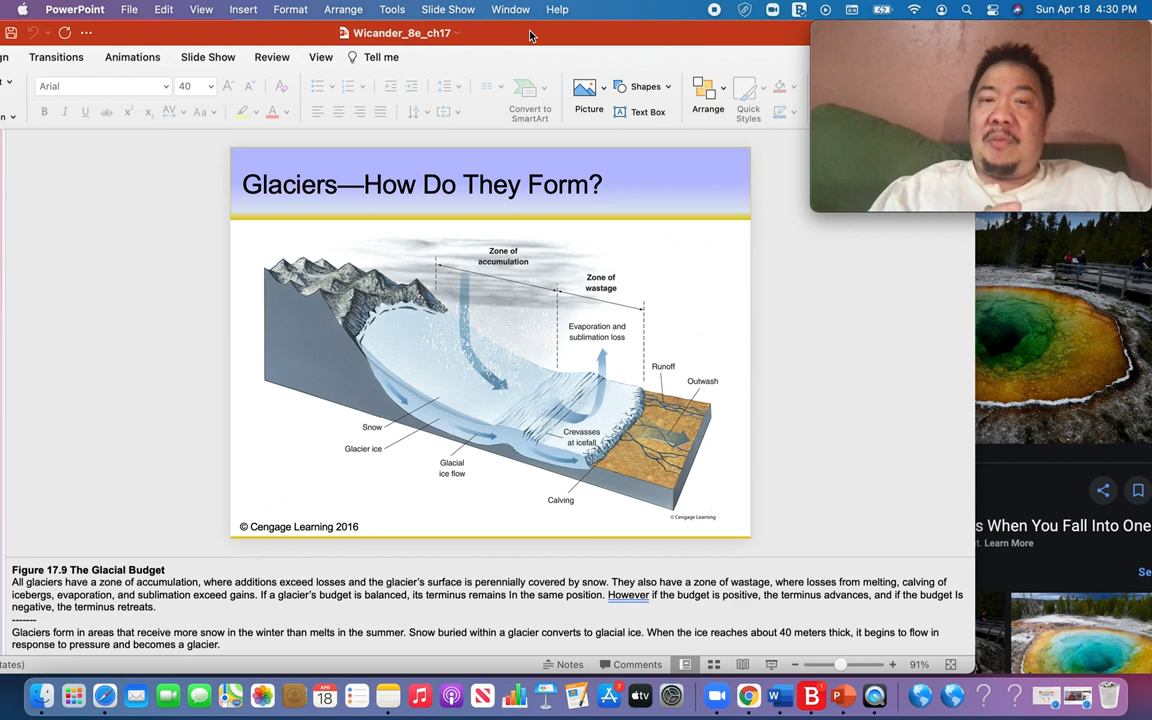 PowerPoint File Edit View Insert Format Arrange Tools Slide Show Window Help Sun Apr 18 4:30 PM
Wicander_8e_ch17
Transitions Animations Slide Show Review View Tell me
Arial 40
Convert to SmartArt Picture Shapes Text Box Arrange Quick Styles
Glaciers—How Do They Form?
Zone of
accumulation
Zone of
wastage
Evaporation and
sublimation loss
Runoff
Outwash
Snow
Crevasses
at icefall
Glacier ice
Glacial
ice flow
Calving
© Cengage Learning
© Cengage Learning 2016
s When You Fall Into One
t. Learn More
Se
Figure 17.9 The Glacial Budget
All glaciers have a zone of accumulation, where additions exceed losses and the glacier's surface is perennially covered by snow. They also have a zone of wastage, where losses from melting, calving of
icebergs, evaporation, and sublimation exceed gains. If a glacier's budget is balanced, its terminus remains In the same position. However if the budget is positive, the terminus advances, and if the budget Is
negative, the terminus retreats.
-------
Glaciers form in areas that receive more snow in the winter than melts in the summer. Snow buried within a glacier converts to glacial ice. When the ice reaches about 40 meters thick, it begins to flow in
response to pressure and becomes a glacier.
tates) Notes Comments 91%
APR
18
7
tv